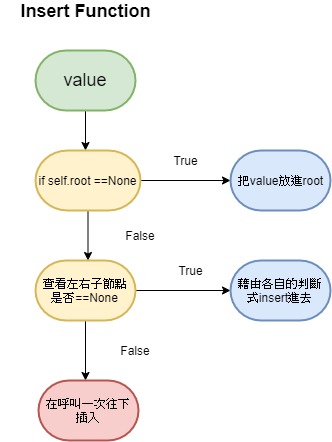 Insert Function
value
if self.root ==None
True
把value放進root
False
查看左右子節點
是否==None
True
藉由各自的判斷
式insert進去
False
在呼叫一次往下
插入